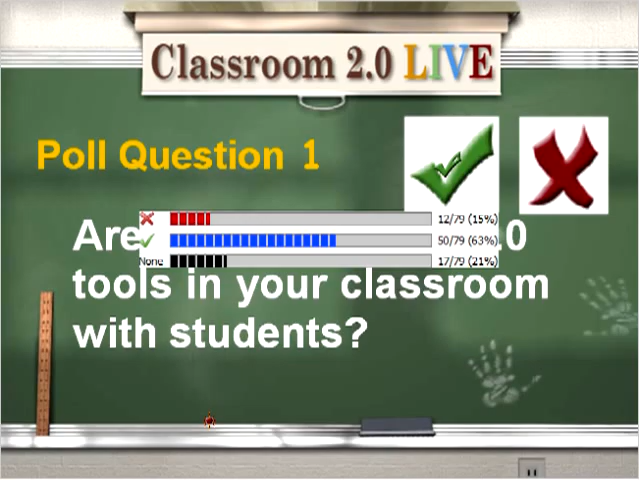 Classroom 2.0 LIVE
Poll Question 1
12/79 (15%)
50/79 (63%)
None 17/79 (21%)
Are 0
tools in your classroom
with students?